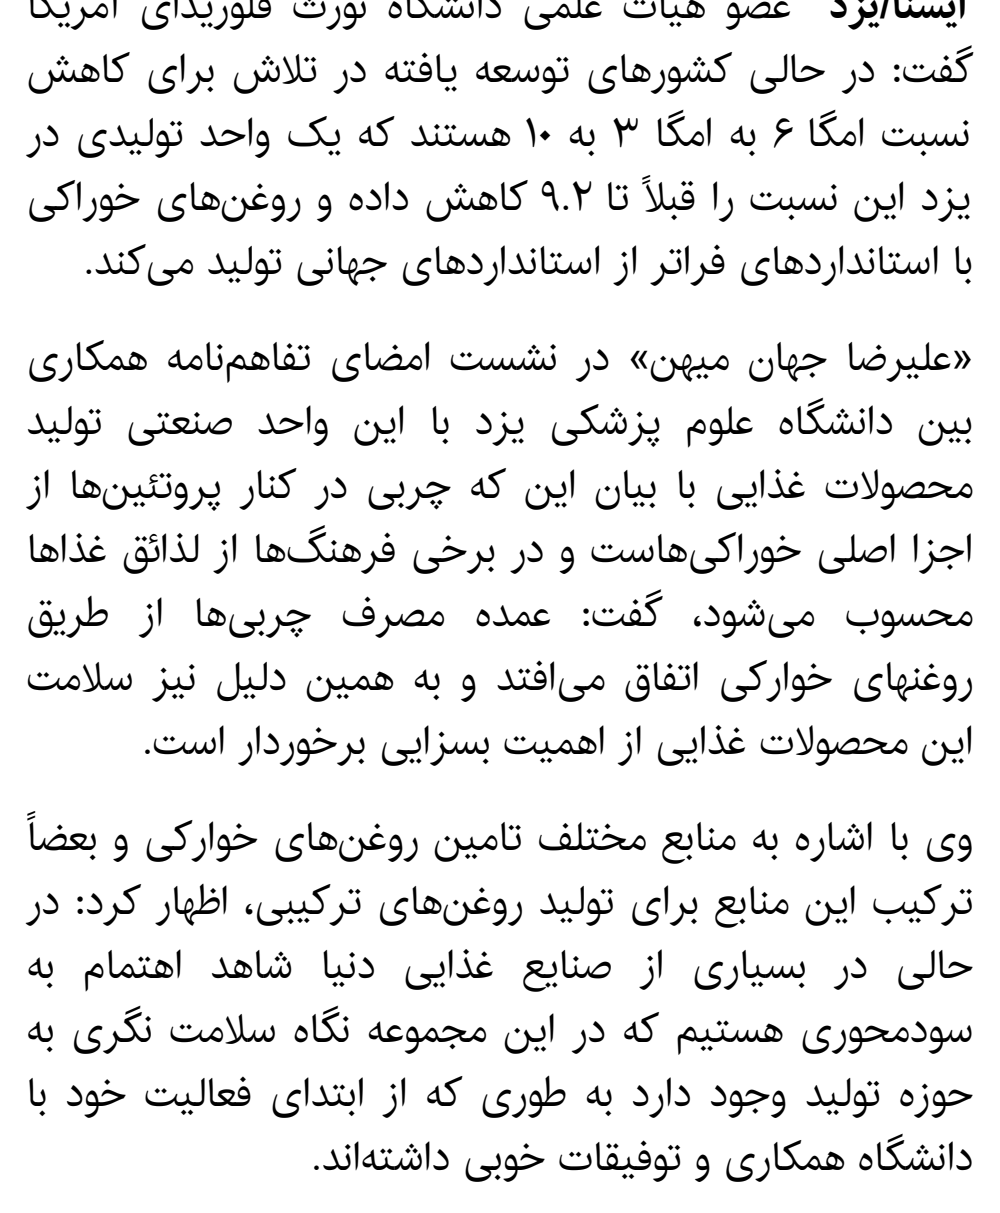 ایسنا/یزد عضو هیات علمی دانشگاه نورث فلوریدای آمریکا
گفت: در حالی کشورهای توسعه یافته در تلاش برای کاهش
نسبت امگا ۶ به امگا ۳ به ۱۰ هستند که یک واحد تولیدی در
یزد این نسبت را قبلاً تا ۹.۲ کاهش داده و روغن‌های خوراکی
با استانداردهای فراتر از استانداردهای جهانی تولید می‌کند.
«علیرضا جهان میهن» در نشست امضای تفاهم‌نامه همکاری
بین دانشگاه علوم پزشکی یزد با این واحد صنعتی تولید
محصولات غذایی با بیان این که چربی در کنار پروتئین‌ها از
اجزا اصلی خوراکی‌هاست و در برخی فرهنگ‌ها از لذائق غذاها
محسوب می‌شود، گفت: عمده مصرف چربی‌ها از طریق
روغنهای خوارکی اتفاق می‌افتد و به همین دلیل نیز سلامت
این محصولات غذایی از اهمیت بسزایی برخوردار است.
وی با اشاره به منابع مختلف تامین روغن‌های خوارکی و بعضاً
ترکیب این منابع برای تولید روغن‌های ترکیبی، اظهار کرد: در
حالی در بسیاری از صنایع غذایی دنیا شاهد اهتمام به
سودمحوری هستیم که در این مجموعه نگاه سلامت نگری به
حوزه تولید وجود دارد به طوری که از ابتدای فعالیت خود با
دانشگاه همکاری و توفیقات خوبی داشته‌اند.